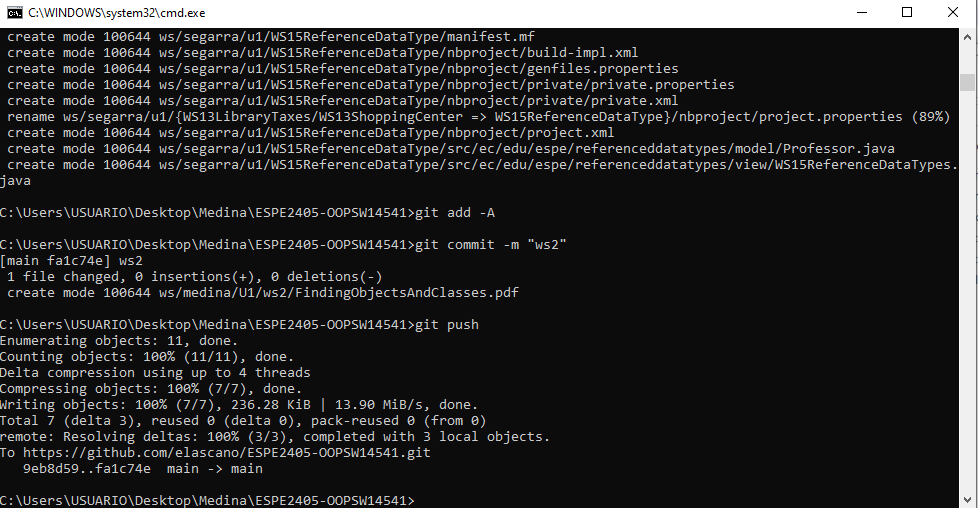 C:\WINDOWS\system32\cmd.exe
create mode 100644 ws/segarra/u1/WS15ReferenceDataType/manifest.mf
create mode 100644 ws/segarra/u1/WS15ReferenceDataType/nbproject/build-impl.xml
create mode 100644 ws/segarra/u1/WS15ReferenceDataType/nbproject/genfiles.properties
create mode 100644 ws/segarra/u1/WS15ReferenceDataType/nbproject/private/private.properties
create mode 100644 ws/segarra/u1/WS15ReferenceDataType/nbproject/private/private.xml
rename ws/segarra/u1/{WS13LibraryTaxes/WS13ShoppingCenter => WS15ReferenceDataType}/nbproject/project.properties (89%)
create mode 100644 ws/segarra/u1/WS15ReferenceDataType/nbproject/project.xml
create mode 100644 ws/segarra/u1/WS15ReferenceDataType/src/ec/edu/espe/referenceddatatypes/model/Professor.java
create mode 100644 ws/segarra/u1/WS15ReferenceDataType/src/ec/edu/espe/referenceddatatypes/view/WS15ReferenceDataTypes.
java
C:\Users\USUARIO\Desktop\Medina\ESPE2405-OOPSW14541>git add -A
C:\Users\USUARIO\Desktop\Medina\ESPE2405-OOPSW14541>git commit -m "ws2"
[main fa1c74e] ws2
1 file changed, 0 insertions(+), 0 deletions(-)
create mode 100644 ws/medina/U1/ws2/FindingObjectsAndClasses.pdf
C:\Users\USUARIO\Desktop\Medina\ESPE2405-OOPSW14541>git push
Enumerating objects: 11, done.
Counting objects: 100% (11/11), done.
Delta compression using up to 4 threads
Compressing objects: 100% (7/7), done.
Writing objects: 100% (7/7), 236.28 KiB | 13.90 MiB/s, done.
Total 7 (delta 3), reused 0 (delta 0), pack-reused 0 (from 0)
remote: Resolving deltas: 100% (3/3), completed with 3 local objects.
To https://github.com/elascano/ESPE2405-OOPSW14541.git
9eb8d59..fa1c74e  main -> main
C:\Users\USUARIO\Desktop\Medina\ESPE2405-OOPSW14541>